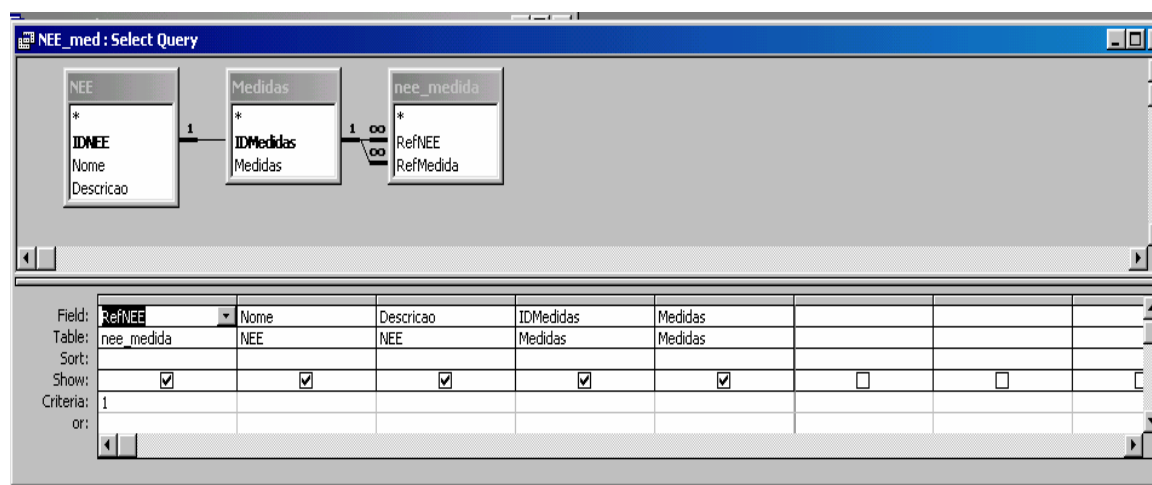 NEE_med : Select Query
NEE Medidas nee_medida
* * *
1 1 ∞
IDNEE IDMedidas RefNEE
∞
Nome Medidas RefMedida
Descricao
Field: RefNEE Nome Descricao IDMedidas Medidas
Table: nee_medida NEE NEE Medidas Medidas
Sort:
Show:
Criteria: 1
or: